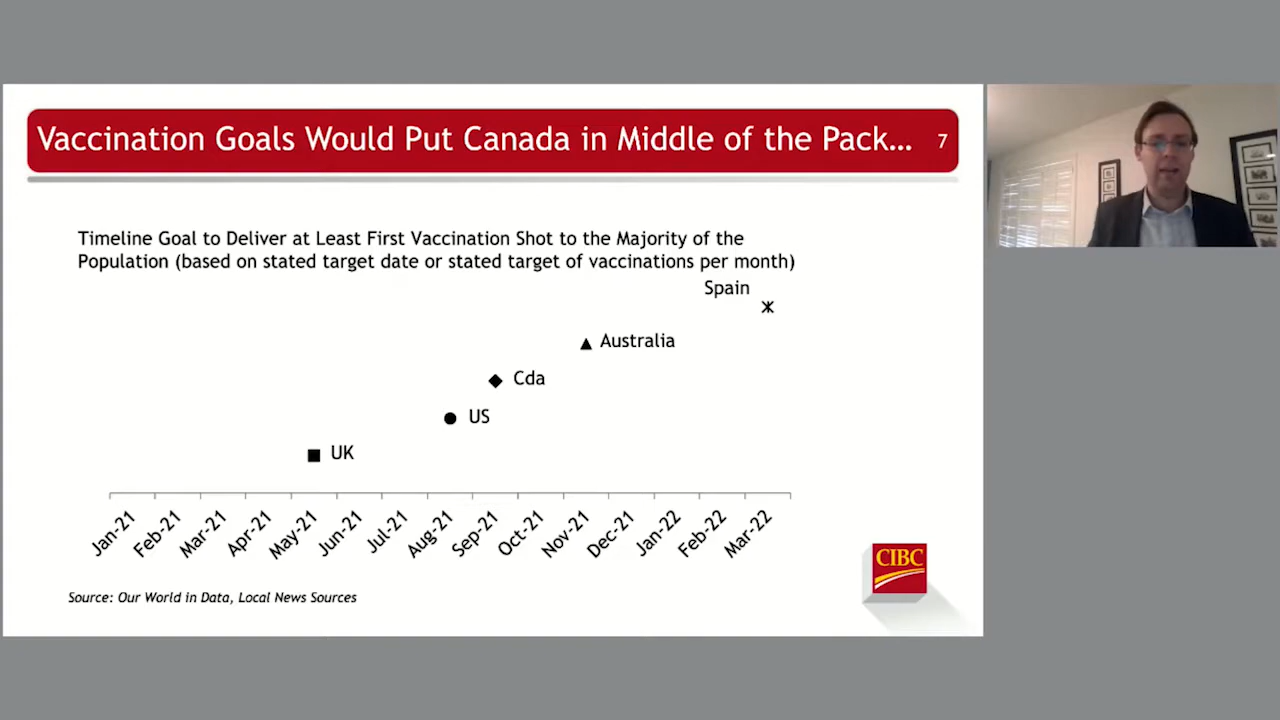 Vaccination Goals Would Put Canada in Middle of the Pack... 7
Timeline Goal to Deliver at Least First Vaccination Shot to the Majority of the
Population (based on stated target date or stated target of vaccinations per month)
Spain
Australia
Cda
US
UK
Jan-21 Feb-21 Mar-21 Apr-21 May-21 Jun-21 Jul-21 Aug-21 Sep-21 Oct-21 Nov-21 Dec-21 Jan-22 Feb-22 Mar-22
CIBC
Source: Our World in Data, Local News Sources